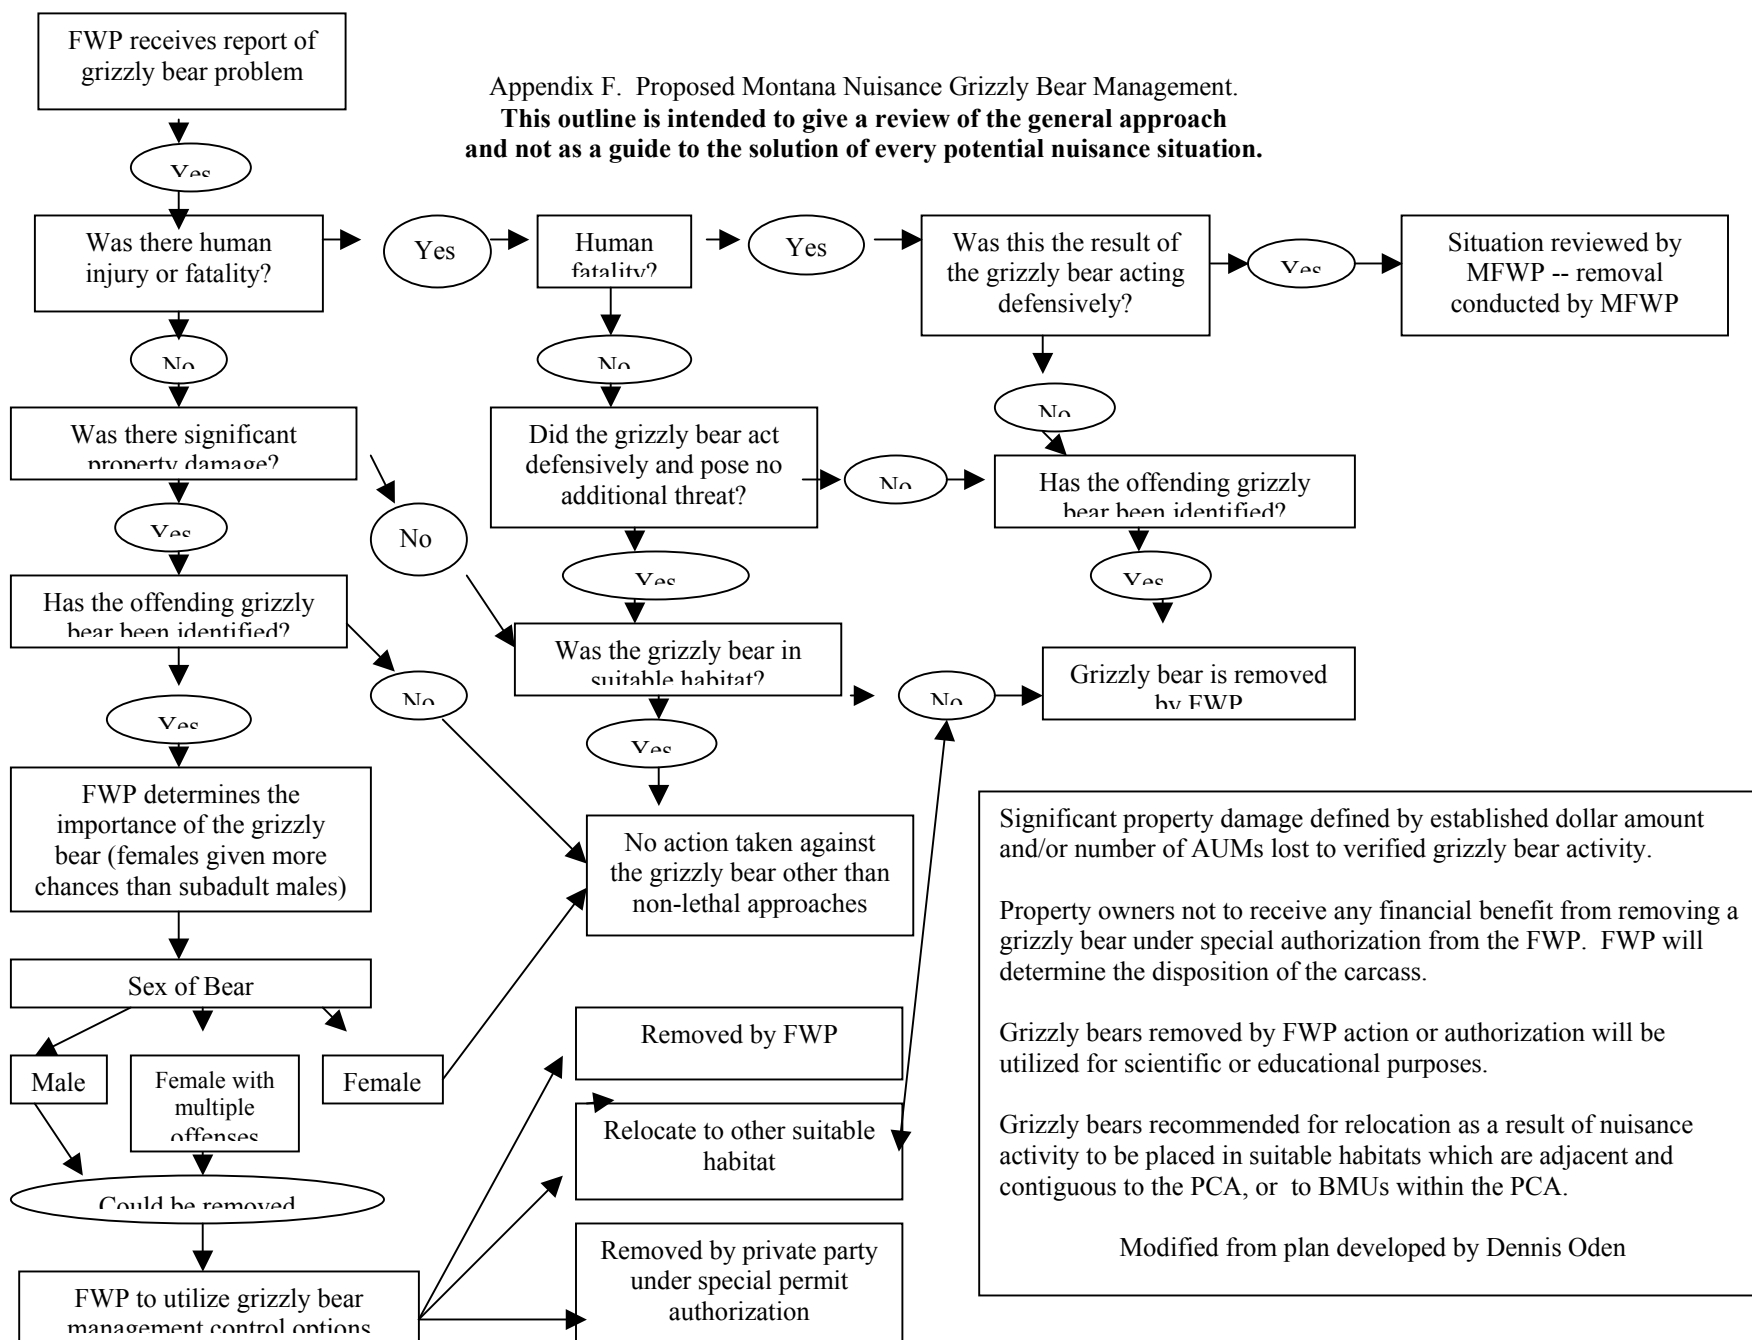 FWP receives report of
grizzly bear problem
Appendix F. Proposed Montana Nuisance Grizzly Bear Management.
This outline is intended to give a review of the general approach
and not as a guide to the solution of every potential nuisance situation.
Yes
Was there human
injury or fatality?
Yes
Human
fatality?
Yes
Was this the result of
the grizzly bear acting
defensively?
Yes
Situation reviewed by
MFWP -- removal
conducted by MFWP
No
No
No
Was there significant
property damage?
Did the grizzly bear act
defensively and pose no
additional threat?
No
Has the offending grizzly
bear been identified?
Yes
No
Yes
Yes
Has the offending grizzly
bear been identified?
Was the grizzly bear in
suitable habitat?
No
Grizzly bear is removed
by FWP
No
Yes
Yes
FWP determines the
importance of the grizzly
bear (females given more
chances than subadult males)
No action taken against
the grizzly bear other than
non-lethal approaches
Sex of Bear
Male
Female with
multiple
offenses
Female
Could be removed
FWP to utilize grizzly bear
management control options
Removed by FWP
Relocate to other suitable
habitat
Removed by private party
under special permit
authorization
Significant property damage defined by established dollar amount
and/or number of AUMs lost to verified grizzly bear activity.
Property owners not to receive any financial benefit from removing a
grizzly bear under special authorization from the FWP. FWP will
determine the disposition of the carcass.
Grizzly bears removed by FWP action or authorization will be
utilized for scientific or educational purposes.
Grizzly bears recommended for relocation as a result of nuisance
activity to be placed in suitable habitats which are adjacent and
contiguous to the PCA, or to BMUs within the PCA.
Modified from plan developed by Dennis Oden